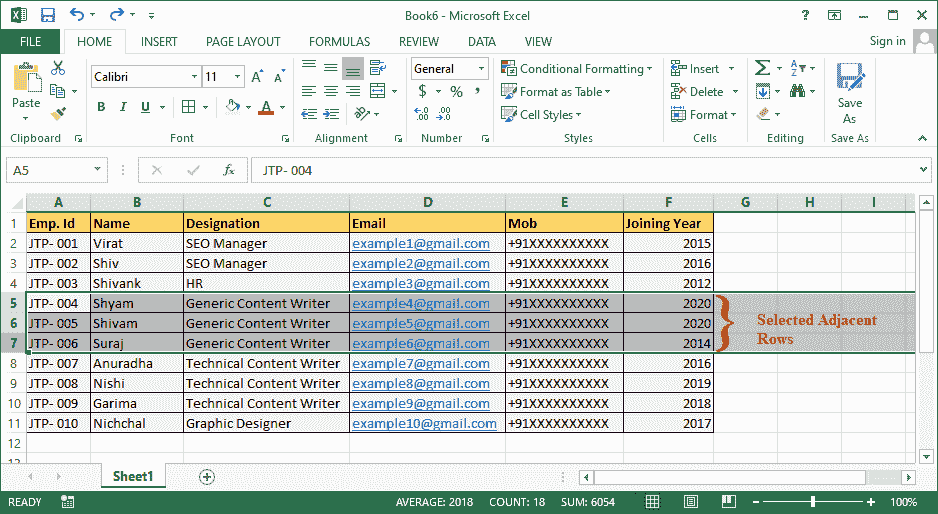 Book6 - Microsoft Excel
?
FILE HOME INSERT PAGE LAYOUT FORMULAS REVIEW DATA VIEW Sign in
Calibri 11 General Conditional Formatting Insert
Paste $ % , Format as Table Delete Save
B I U A Cell Styles Format As
Clipboard Font Alignment Number Styles Cells Editing Save As
A5 fx JTP- 004
A B C D E F G H I
1 Emp. Id Name Designation Email Mob Joining Year
2 JTP- 001 Virat SEO Manager example1@gmail.com +91XXXXXXXXXX 2015
3 JTP- 002 Shiv SEO Manager example2@gmail.com +91XXXXXXXXXX 2016
4 JTP- 003 Shivank HR example3@gmail.com +91XXXXXXXXXX 2012
5 JTP- 004 Shyam Generic Content Writer example4@gmail.com +91XXXXXXXXXX 2020
6 JTP- 005 Shivam Generic Content Writer example5@gmail.com +91XXXXXXXXXX 2020 Selected Adjacent
7 JTP- 006 Suraj Generic Content Writer example6@gmail.com +91XXXXXXXXXX 2014 Rows
8 JTP- 007 Anuradha Technical Content Writer example7@gmail.com +91XXXXXXXXXX 2016
9 JTP- 008 Nishi Technical Content Writer example8@gmail.com +91XXXXXXXXXX 2019
10 JTP- 009 Garima Technical Content Writer example9@gmail.com +91XXXXXXXXXX 2018
11 JTP- 010 Nichchal Graphic Designer example10@gmail.com +91XXXXXXXXXX 2017
12
13
Sheet1
READY AVERAGE: 2018 COUNT: 18 SUM: 6054 100%